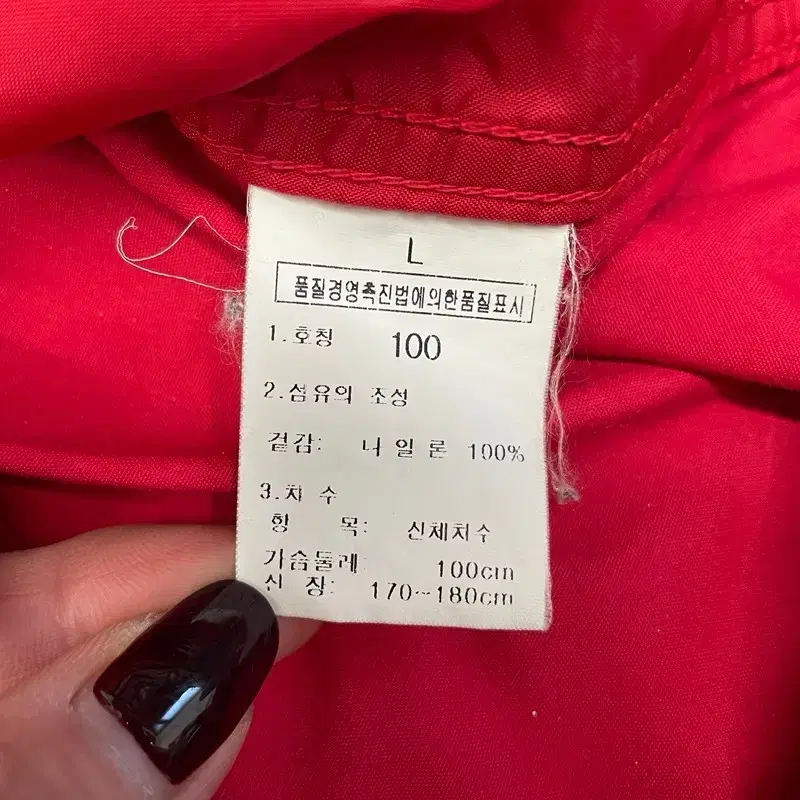 L
품질경영촉진법에의한품질표시
1.호칭 100
2.섬유의 조성
겉감: 나일론 100%
3.치수
항 목: 신체치수
가슴둘레: 100cm
신 장: 170~180cm